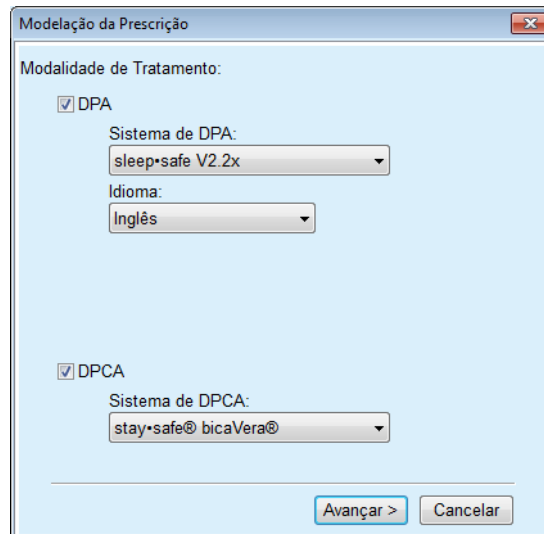 Modelação da Prescrição
Modalidade de Tratamento:
DPA
Sistema de DPA:
sleep•safe V2.2x
Idioma:
Inglês
DPCA
Sistema de DPCA:
stay•safe® bicaVera®
Avançar > Cancelar